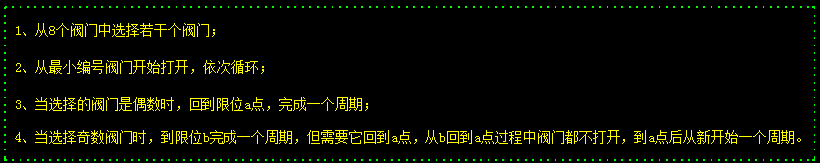 1、从8个阀门中选择若干个阀门；
2、从最小编号阀门开始打开，依次循环；
3、当选择的阀门是偶数时，回到限位a点，完成一个周期；
4、当选择奇数阀门时，到限位b完成一个周期，但需要它回到a点，从b回到a点过程中阀门都不打开，到a点后从新开始一个周期。